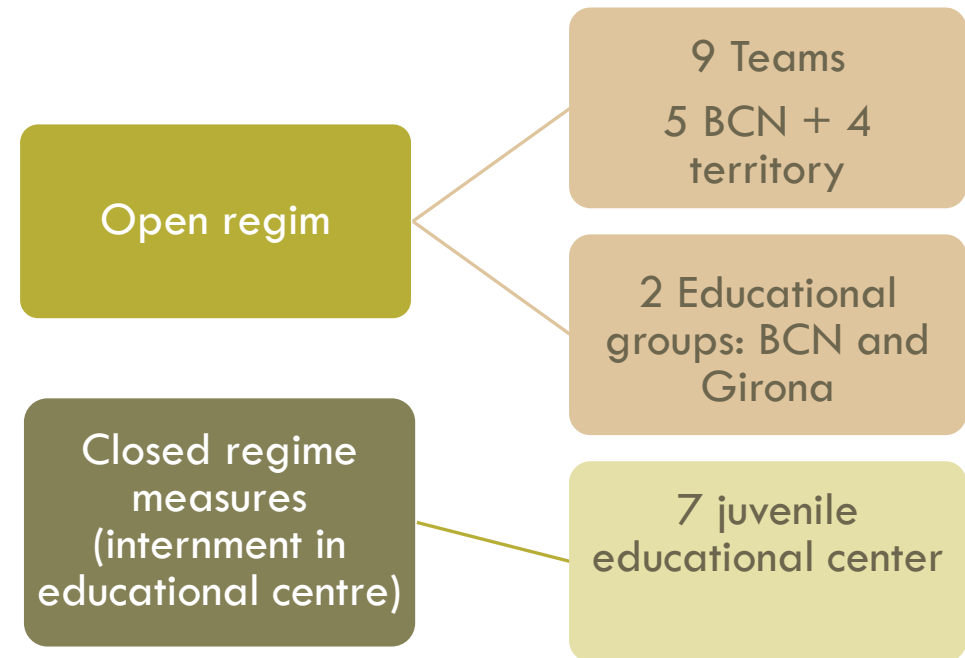 Open regim
9 Teams
5 BCN + 4
territory
2 Educational
groups: BCN and
Girona
Closed regime
measures
(internment in
educational centre)
7 juvenile
educational center